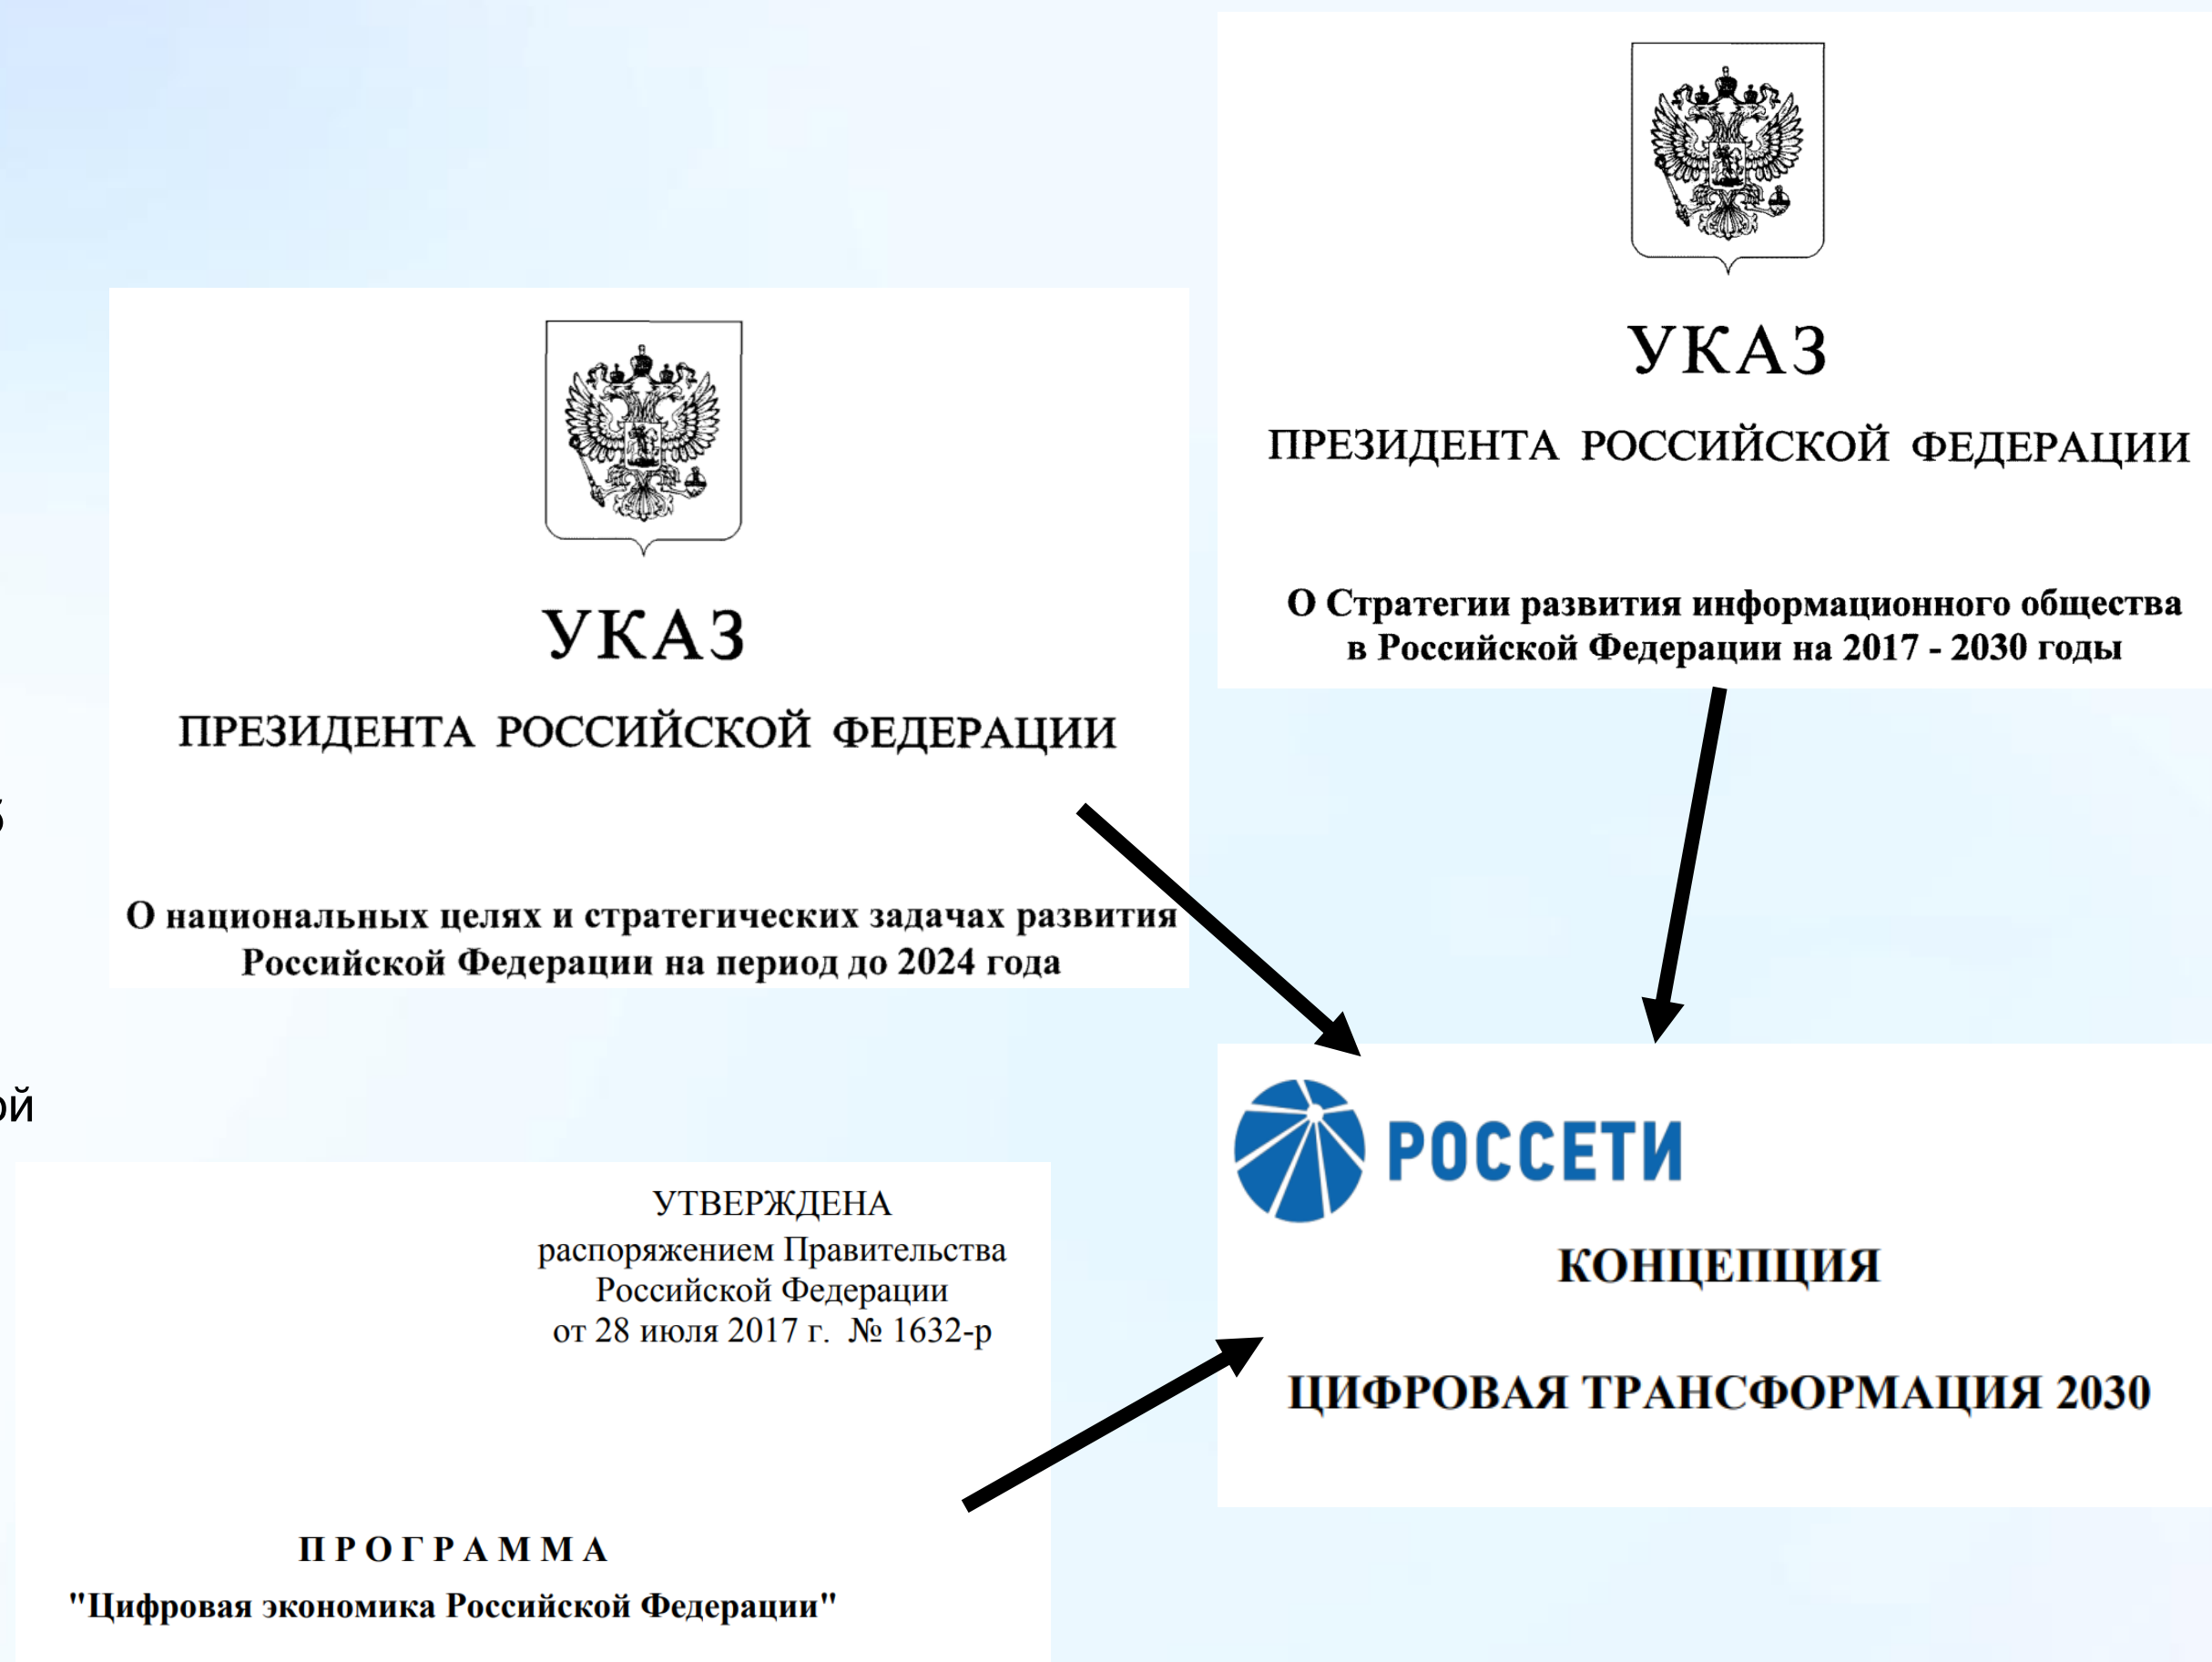 УКАЗ
ПРЕЗИДЕНТА РОССИЙСКОЙ ФЕДЕРАЦИИ
О национальных целях и стратегических задачах развития
Российской Федерации на период до 2024 года
УКАЗ
ПРЕЗИДЕНТА РОССИЙСКОЙ ФЕДЕРАЦИИ
О Стратегии развития информационного общества
в Российской Федерации на 2017 - 2030 годы
ой
УТВЕРЖДЕНА
распоряжением Правительства
Российской Федерации
от 28 июля 2017 г. № 1632-р
ПРОГРАММА
"Цифровая экономика Российской Федерации"
РОССЕТИ
КОНЦЕПЦИЯ
ЦИФРОВАЯ ТРАНСФОРМАЦИЯ 2030